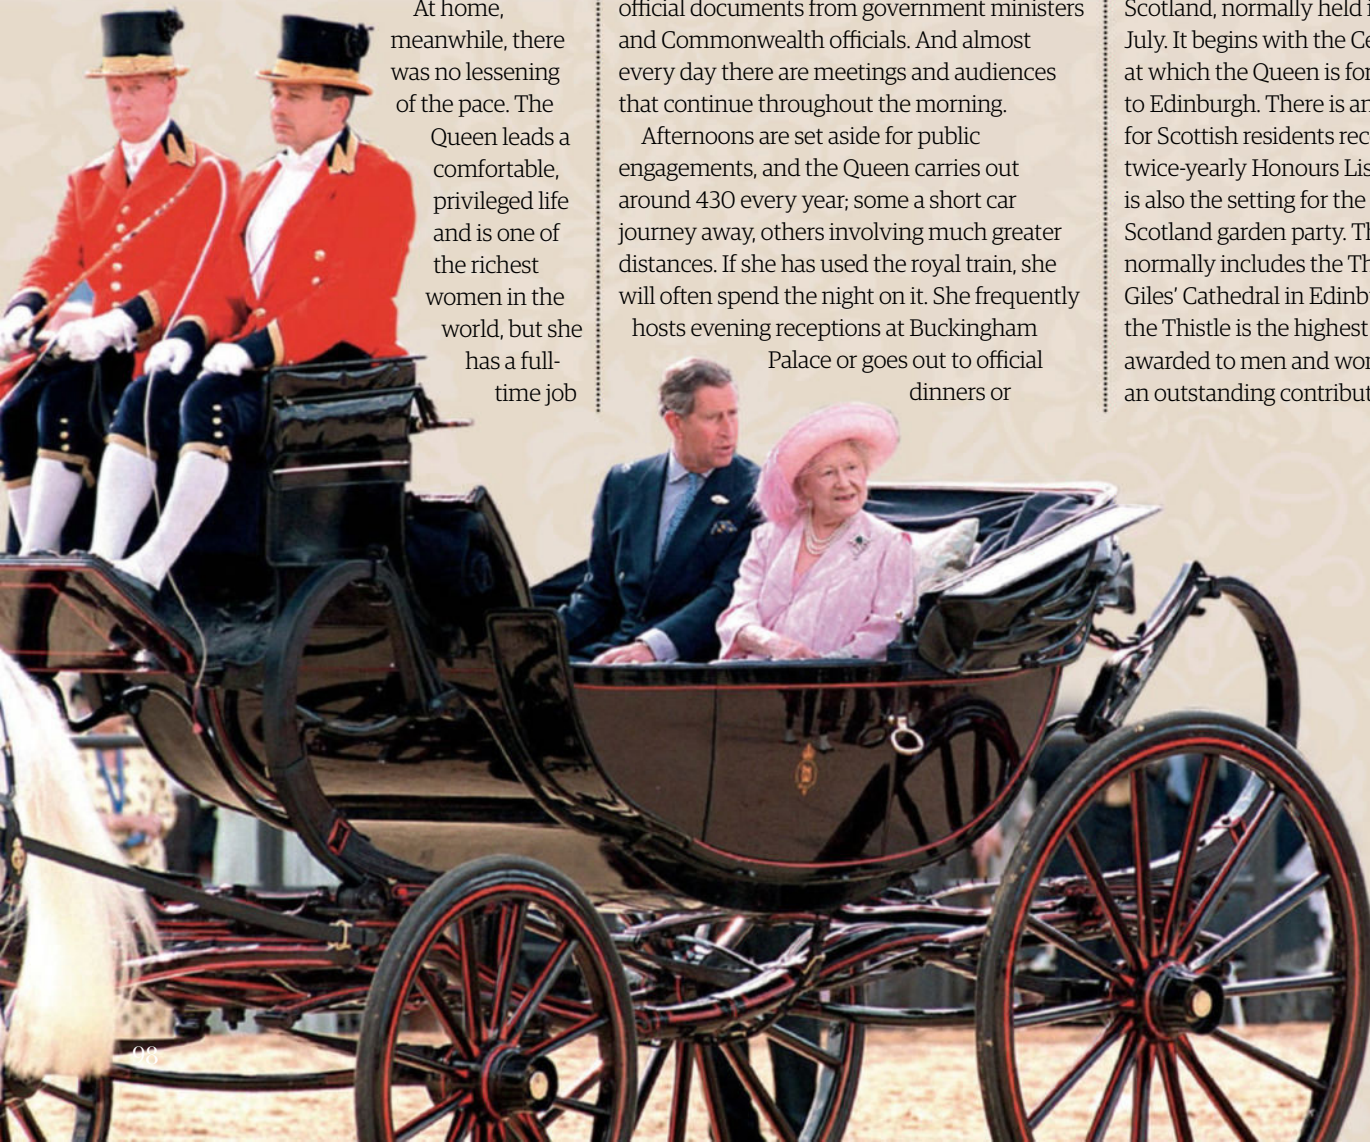 At home,
meanwhile, there
was no lessening
of the pace. The
Queen leads a
comfortable,
privileged life
and is one of
the richest
women in the
world, but she
has a full-
time job
official documents from government ministers
and Commonwealth officials. And almost
every day there are meetings and audiences
that continue throughout the morning.
Afternoons are set aside for public
engagements, and the Queen carries out
around 430 every year; some a short car
journey away, others involving much greater
distances. If she has used the royal train, she
will often spend the night on it. She frequently
hosts evening receptions at Buckingham
Palace or goes out to official
dinners or
Scotland, normally held
July. It begins with the
at which the Queen is
to Edinburgh. There is
for Scottish residents
twice-yearly Honours
is also the setting for the
Scotland garden party.
normally includes the
Giles' Cathedral in
the Thistle is the highest
awarded to men and
an outstanding
98